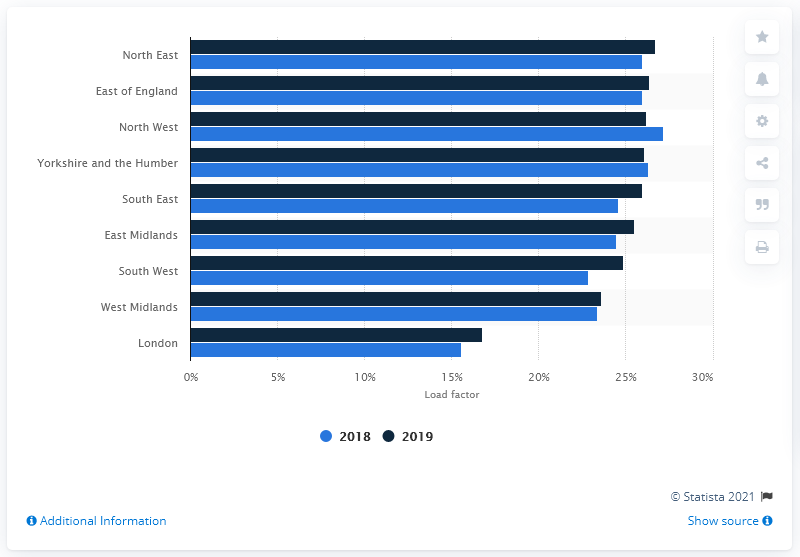 North East
East of England
North West
Yorkshire and the Humber
South East
East Midlands
South West
West Midlands
London
0% 5% 10% 15% 20% 25% 30%
Load factor
2018 2019
© Statista 2021
Additional Information Show source